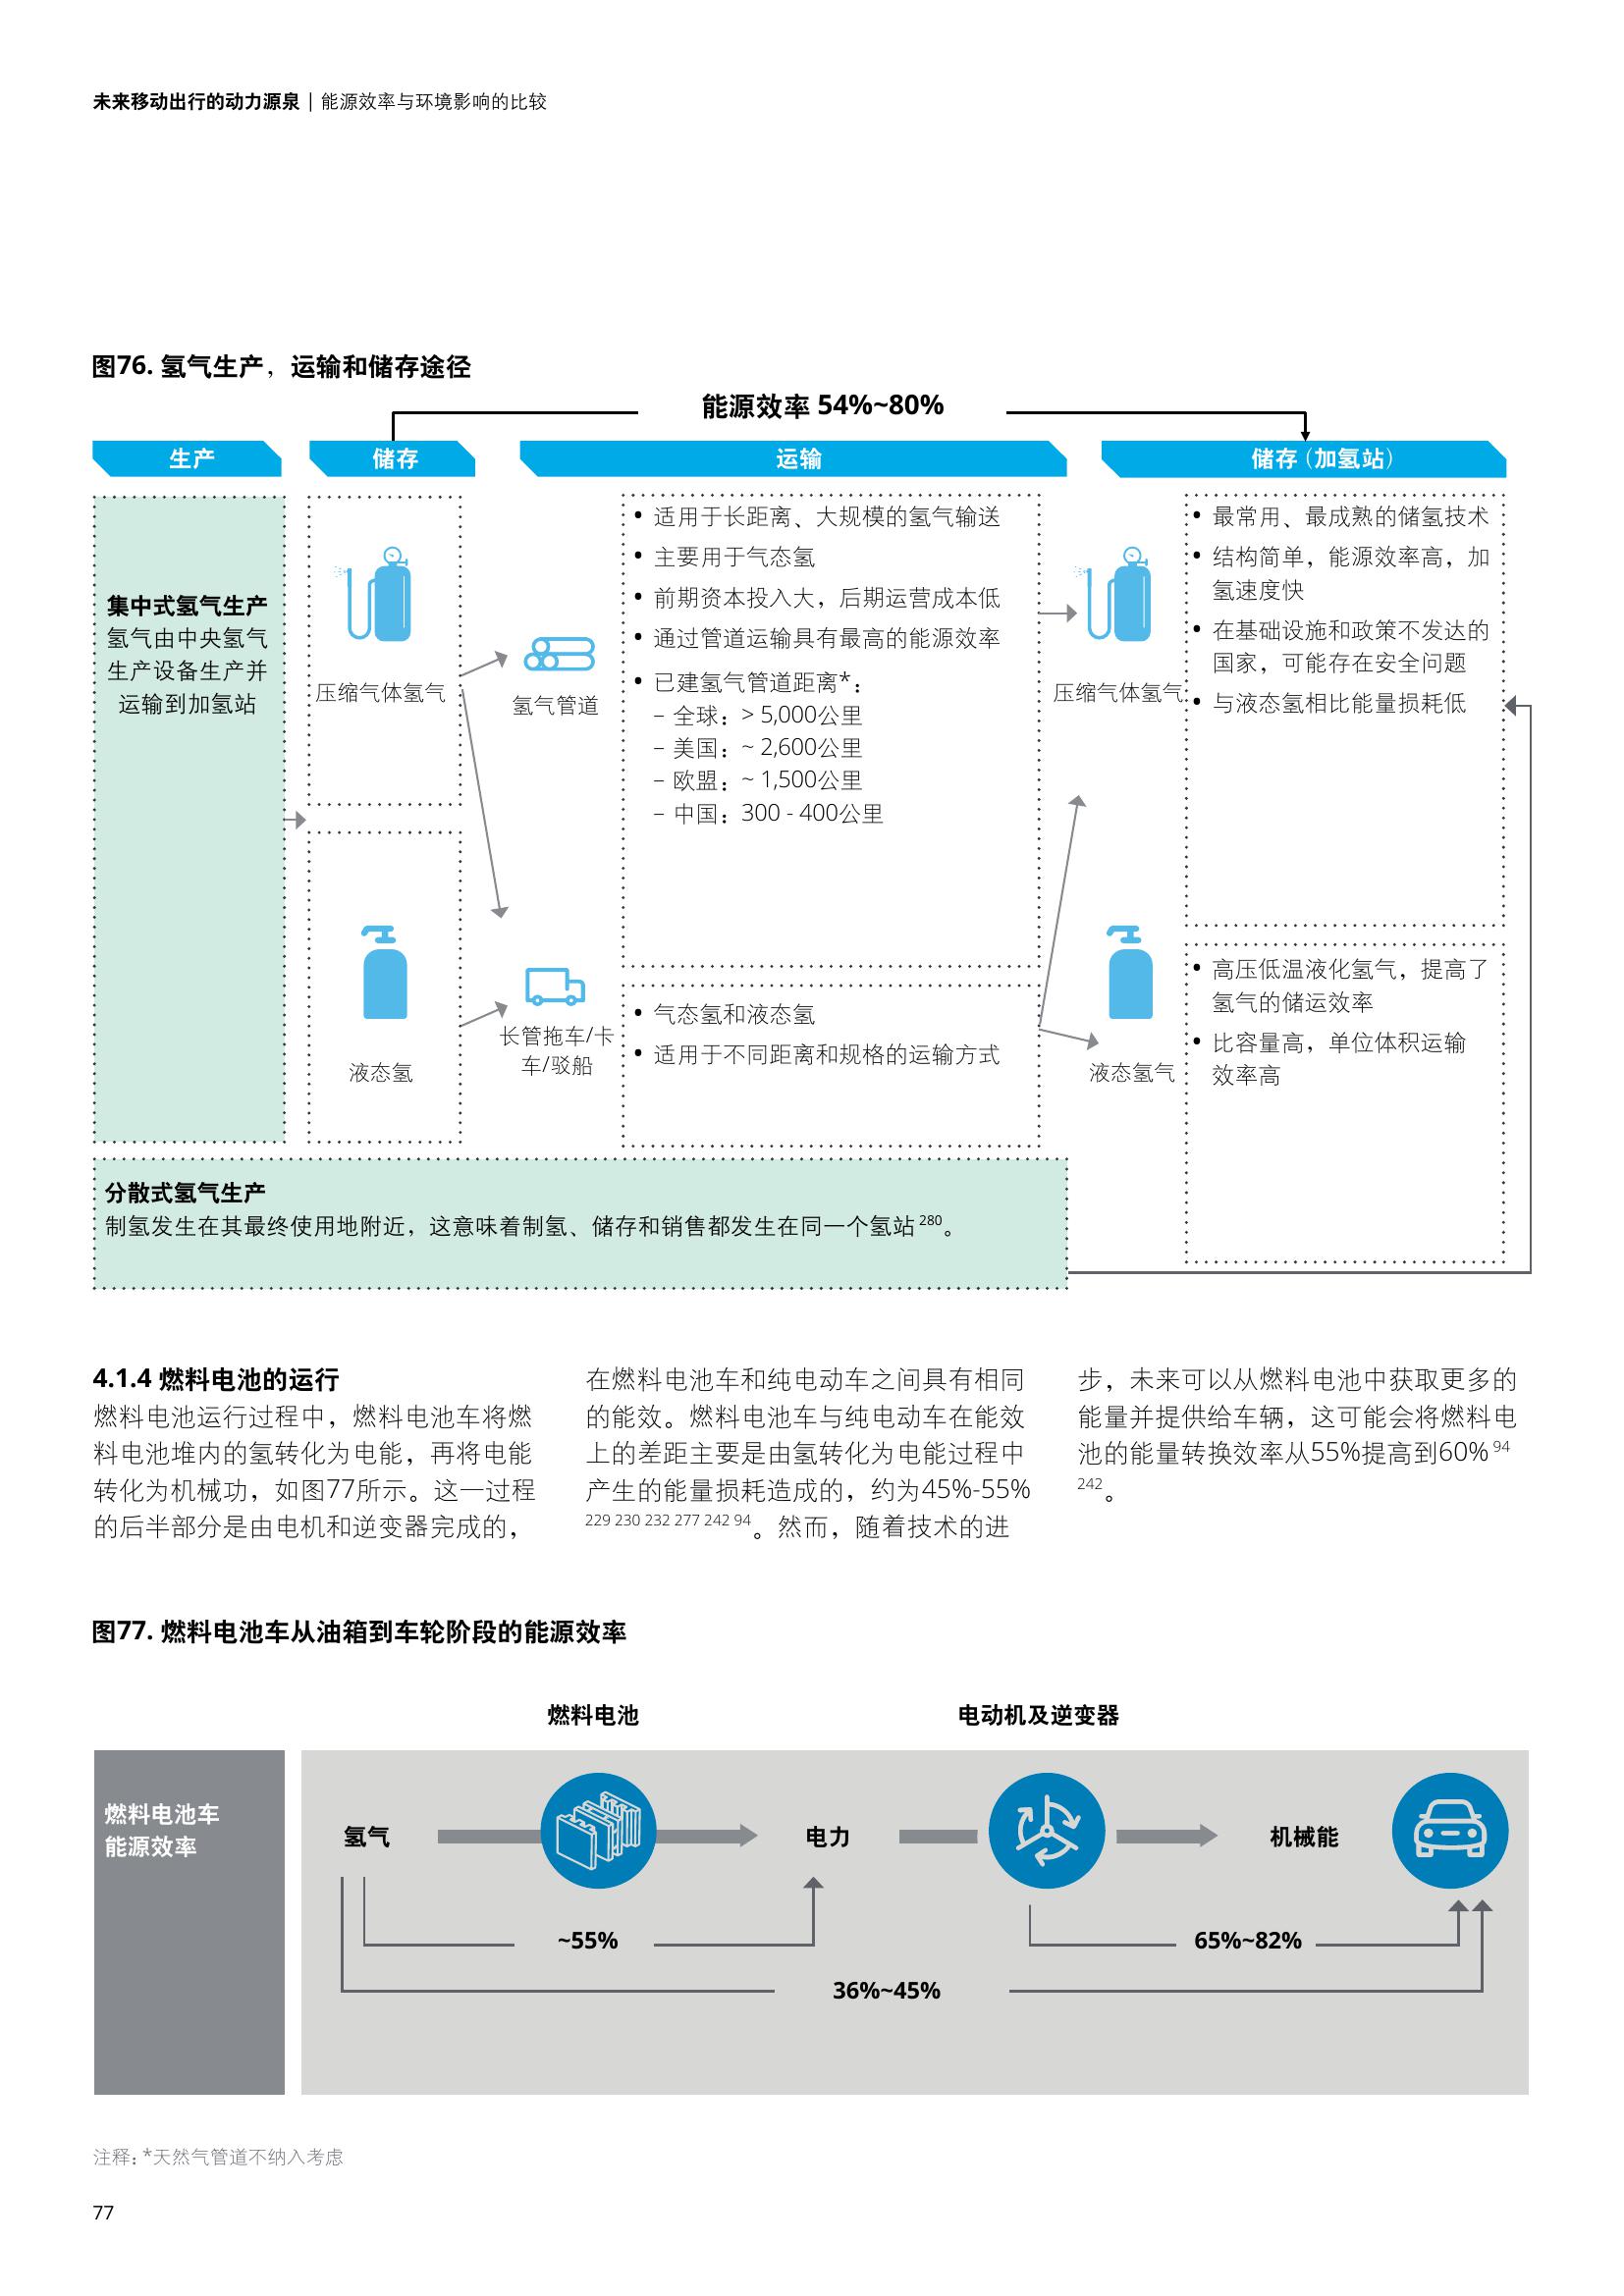 未来移动出行的动力源泉 | 能源效率与环境影响的比较
图76. 氢气生产，运输和储存途径
能源效率 54%~80%
生产
储存
运输
储存（加氢站）
集中式氢气生产
氢气由中央氢气
生产设备生产并
运输到加氢站
压缩气体氢气
液态氢
氢气管道
长管拖车/卡
车/驳船
• 适用于长距离、大规模的氢气输送
• 主要用于气态氢
• 前期资本投入大，后期运营成本低
• 通过管道运输具有最高的能源效率
• 已建氢气管道距离*：
– 全球：> 5,000公里
– 美国：~ 2,600公里
– 欧盟：~ 1,500公里
– 中国：300 - 400公里
• 气态氢和液态氢
• 适用于不同距离和规格的运输方式
压缩气体氢气
液态氢气
• 最常用、最成熟的储氢技术
• 结构简单，能源效率高，加
氢速度快
• 在基础设施和政策不发达的
国家，可能存在安全问题
• 与液态氢相比能量损耗低
• 高压低温液化氢气，提高了
氢气的储运效率
• 比容量高，单位体积运输
效率高
分散式氢气生产
制氢发生在其最终使用地附近，这意味着制氢、储存和销售都发生在同一个氢站 280。
4.1.4 燃料电池的运行
燃料电池运行过程中，燃料电池车将燃
料电池堆内的氢转化为电能，再将电能
转化为机械功，如图77所示。这一过程
的后半部分是由电机和逆变器完成的，
在燃料电池车和纯电动车之间具有相同
的能效。燃料电池车与纯电动车在能效
上的差距主要是由氢转化为电能过程中
产生的能量损耗造成的，约为45%-55%
229 230 232 277 242 94。然而，随着技术的进
步，未来可以从燃料电池中获取更多的
能量并提供给车辆，这可能会将燃料电
池的能量转换效率从55%提高到60% 94
242。
图77. 燃料电池车从油箱到车轮阶段的能源效率
燃料电池
电动机及逆变器
燃料电池车
能源效率
氢气
电力
机械能
~55%
65%~82%
36%~45%
注释：*天然气管道不纳入考虑
77